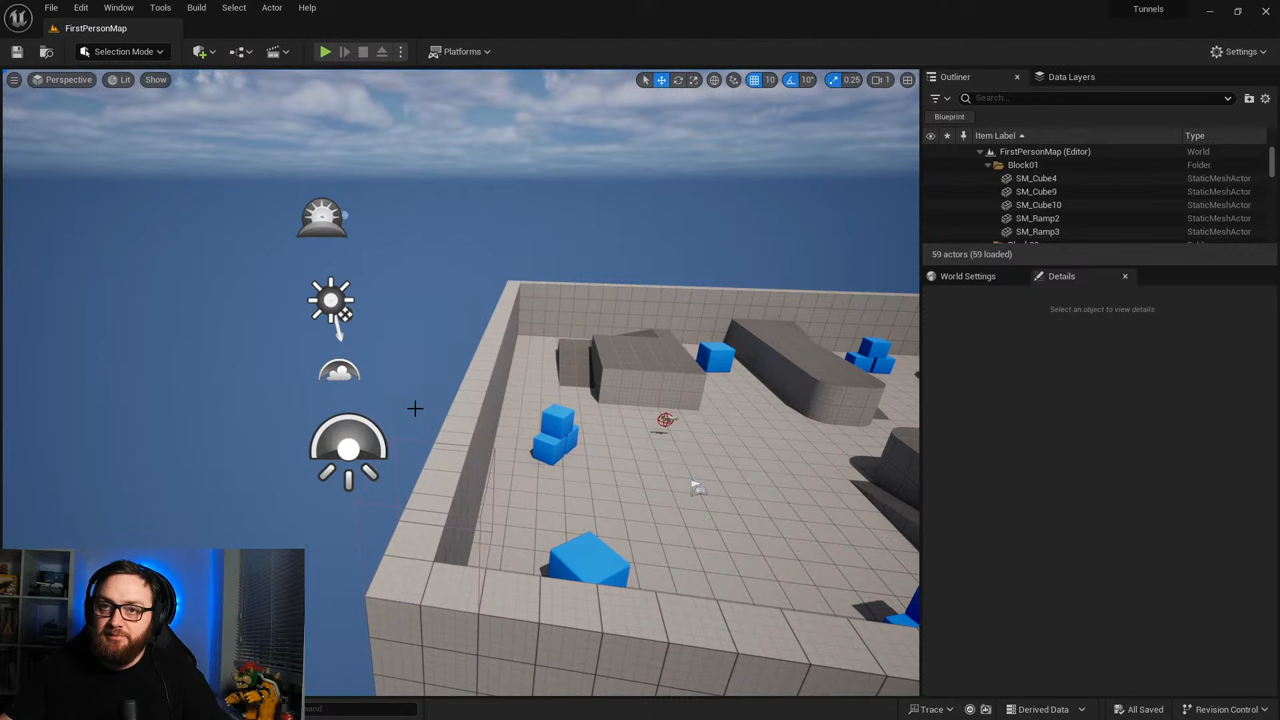 File Edit Window Tools Build Select Actor Help
Tunnels
FirstPersonMap
Selection Mode
Platforms
Settings
Perspective Lit Show
10 10° 0.25 1
Outliner Data Layers
Search...
Blueprint
Item Label Type
FirstPersonMap (Editor) World
Block01 Folder
SM_Cube4 StaticMeshActor
SM_Cube9 StaticMeshActor
SM_Cube10 StaticMeshActor
SM_Ramp2 StaticMeshActor
SM_Ramp3 StaticMeshActor
59 actors (59 loaded)
World Settings Details
Select an object to view details.
Trace Derived Data All Saved Revision Control